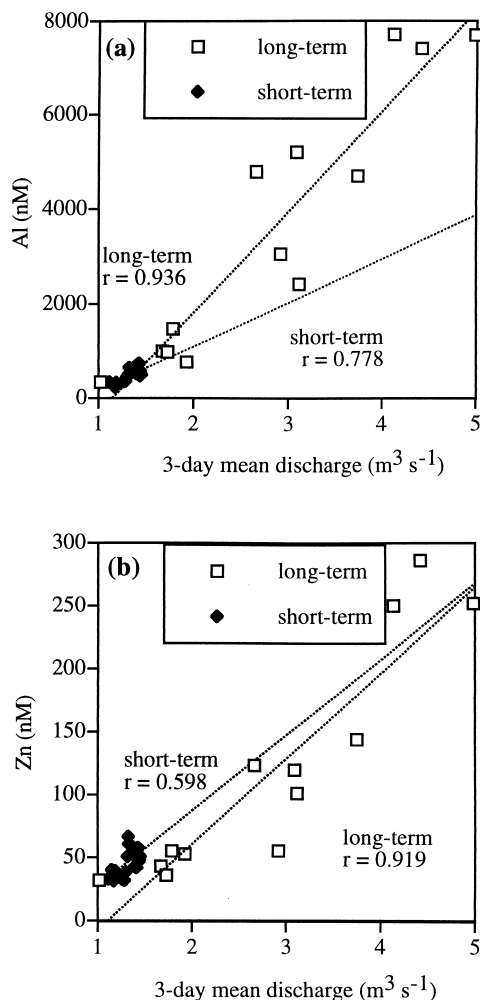 8000
(a)
long-term
short-term
6000
Al (nM)
4000
long-term
r = 0.936
2000
short-term
r = 0.778
0
1 2 3 4 5
3-day mean discharge (m³ s⁻¹)
300
(b)
long-term
250
short-term
200
Zn (nM)
150
short-term
r = 0.598
100
long-term
r = 0.919
50
0
1 2 3 4 5
3-day mean discharge (m³ s⁻¹)